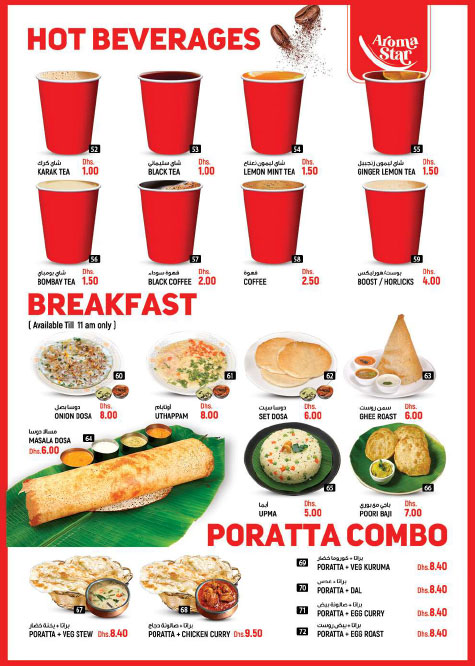 HOT BEVERAGES
Aroma
Star
52
شاي كرك
KARAK TEA
Dhs.
1.00
53
شاي سليماني
BLACK TEA
Dhs.
1.00
54
شاي ليمون نعناع
LEMON MINT TEA
Dhs.
1.50
55
شاي ليمون زنجبيل
GINGER LEMON TEA
Dhs.
1.50
56
شاي بومباي
BOMBAY TEA
Dhs.
1.50
57
قهوة سوداء
BLACK COFFEE
Dhs.
2.00
58
قهوة
COFFEE
Dhs.
2.50
59
بوست/هورليكس
BOOST / HORLICKS
Dhs.
4.00
BREAKFAST
( Available Till 11 am only )
60
دوسا بصل
ONION DOSA
Dhs.
8.00
61
أوتابام
UTHAPPAM
Dhs.
8.00
62
دوسا سيت
SET DOSA
Dhs.
6.00
63
سمن روست
GHEE ROAST
Dhs.
6.00
مسالا دوسا
MASALA DOSA
Dhs.6.00
64
65
أبما
UPMA
Dhs.
5.00
66
باجي مع بوري
POORI BAJI
Dhs.
7.00
PORATTA COMBO
67
براتا + يخنة خضار
PORATTA + VEG STEW
Dhs.8.40
68
براتا + صالونة دجاج
PORATTA + CHICKEN CURRY
Dhs.9.50
69
براتا + كوروما خضار
PORATTA + VEG KURUMA
Dhs.8.40
70
براتا + عدس
PORATTA + DAL
Dhs.8.40
71
براتا + صالونة بيض
PORATTA + EGG CURRY
Dhs.8.40
72
براتا + بيض روست
PORATTA + EGG ROAST
Dhs.8.40